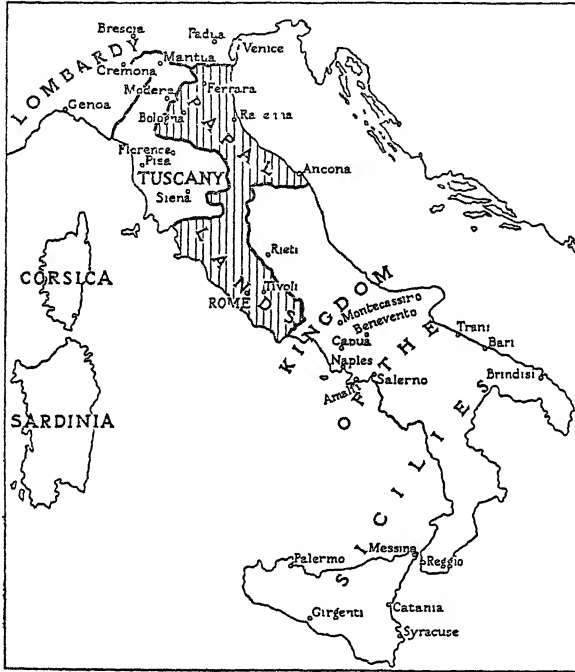 Brescia
Padua
Venice
LOMBARDY
Cremona
Mantua
Modena
Ferrara
Genoa
Bologna
Ra enna
PAPAL LANDS
Florence
Pisa
Ancona
TUSCANY
Siena
Rieti
CORSICA
Tivoli
ROME
KINGDOM OF THE SICILIES
Montecassino
Benevento
Trani
Capua
Bari
Naples
Amalfi
Salerno
Brindisi
SARDINIA
Palermo
Messina
Reggio
Girgenti
Catania
Syracuse